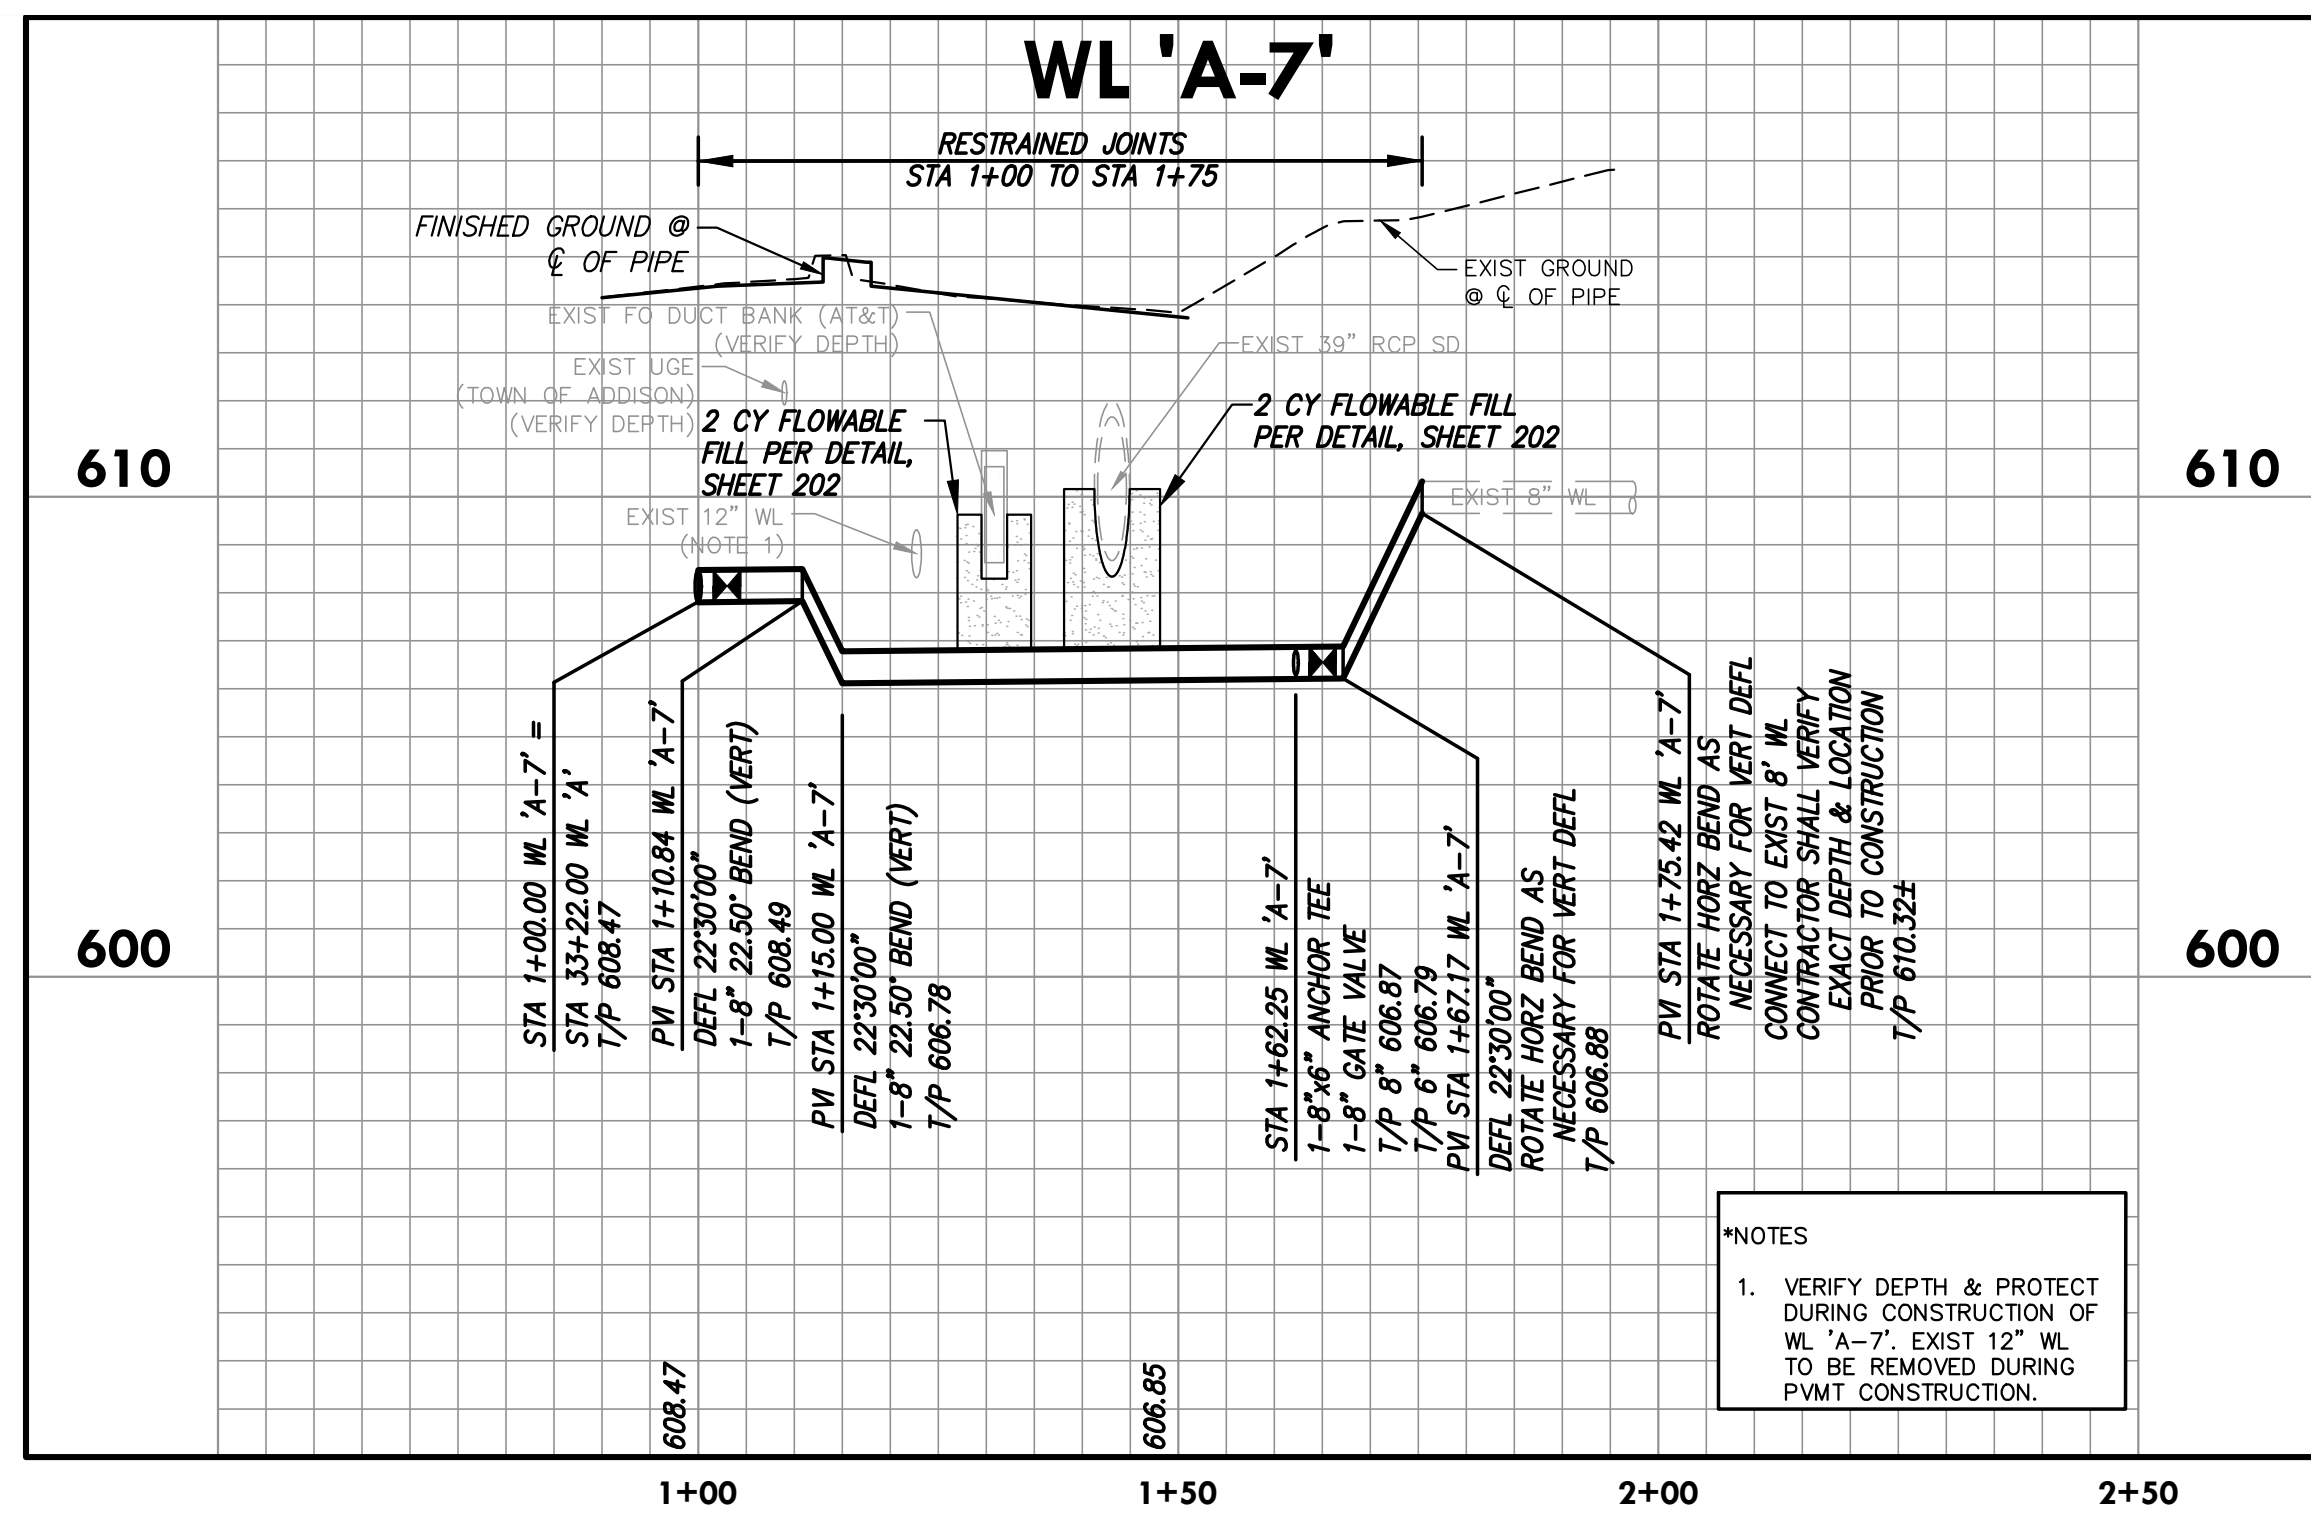 WL 'A-7'
RESTRAINED JOINTS
STA 1+00 TO STA 1+75
FINISHED GROUND @
℄ OF PIPE
EXIST GROUND
@ ℄ OF PIPE
EXIST FO DUCT BANK (AT&T)
(VERIFY DEPTH)
EXIST 39" RCP SD
EXIST UGE
(TOWN OF ADDISON)
(VERIFY DEPTH)
2 CY FLOWABLE
FILL PER DETAIL,
SHEET 202
2 CY FLOWABLE FILL
PER DETAIL, SHEET 202
610
610
EXIST 12" WL
(NOTE 1)
EXIST 8" WL
600
600
STA 1+00.00 WL 'A-7' =
STA 33+22.00 WL 'A'
T/P 608.47
PVI STA 1+10.84 WL 'A-7'
DEFL 22°30'00"
1-8" 22.50° BEND (VERT)
T/P 608.49
PVI STA 1+15.00 WL 'A-7'
DEFL 22°30'00"
1-8" 22.50° BEND (VERT)
T/P 606.78
STA 1+62.25 WL 'A-7'
1-8"x6" ANCHOR TEE
1-8" GATE VALVE
T/P 8" 606.87
T/P 6" 606.79
PVI STA 1+67.17 WL 'A-7'
DEFL 22°30'00"
ROTATE HORZ BEND AS
NECESSARY FOR VERT DEFL
T/P 606.88
PVI STA 1+75.42 WL 'A-7'
ROTATE HORZ BEND AS
NECESSARY FOR VERT DEFL
CONNECT TO EXIST 8' WL
CONTRACTOR SHALL VERIFY
EXACT DEPTH & LOCATION
PRIOR TO CONSTRUCTION
T/P 610.32±
*NOTES
1. VERIFY DEPTH & PROTECT
DURING CONSTRUCTION OF
WL 'A-7'. EXIST 12" WL
TO BE REMOVED DURING
PVMT CONSTRUCTION.
608.47
606.85
1+00
1+50
2+00
2+50